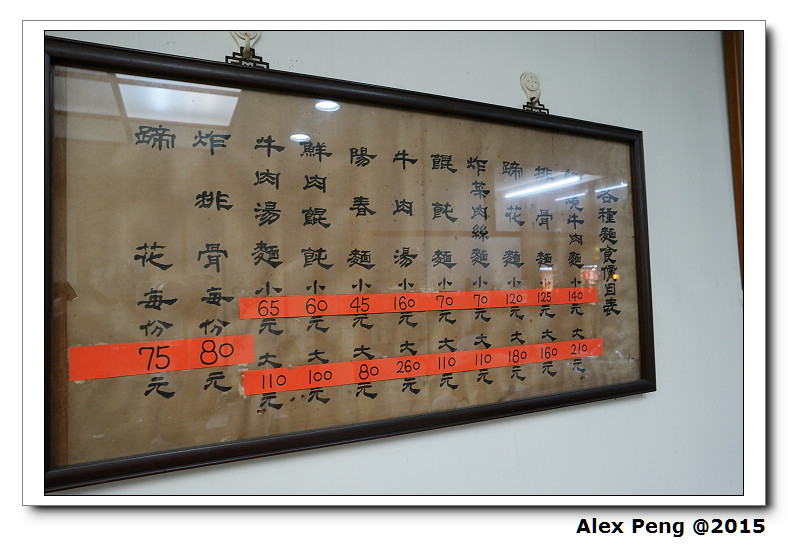 各種麵食價目表
紅燒牛肉麵 小 140 元 大 210 元
排骨麵 小 125 元 大 160 元
蹄花麵 小 120 元 大 180 元
炸菜肉絲麵 小 70 元 大 110 元
餛飩麵 小 70 元 大 110 元
牛肉湯 小 160 元 大 260 元
陽春麵 小 45 元 大 80 元
鮮肉餛飩 小 60 元 大 100 元
牛肉湯麵 小 65 元 大 110 元
炸排骨 每份 80 元
蹄花 每份 75 元
Alex Peng @2015